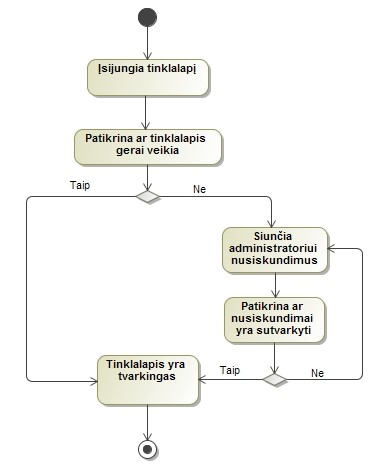 Įsijungia tinklalapį
Patikrina ar tinklalapis
gerai veikia
Taip
Ne
Siunčia
administratoriui
nusiskundimus
Patikrina ar
nusiskundimai
yra sutvarkyti
Tinklalapis yra
tvarkingas
Taip
Ne